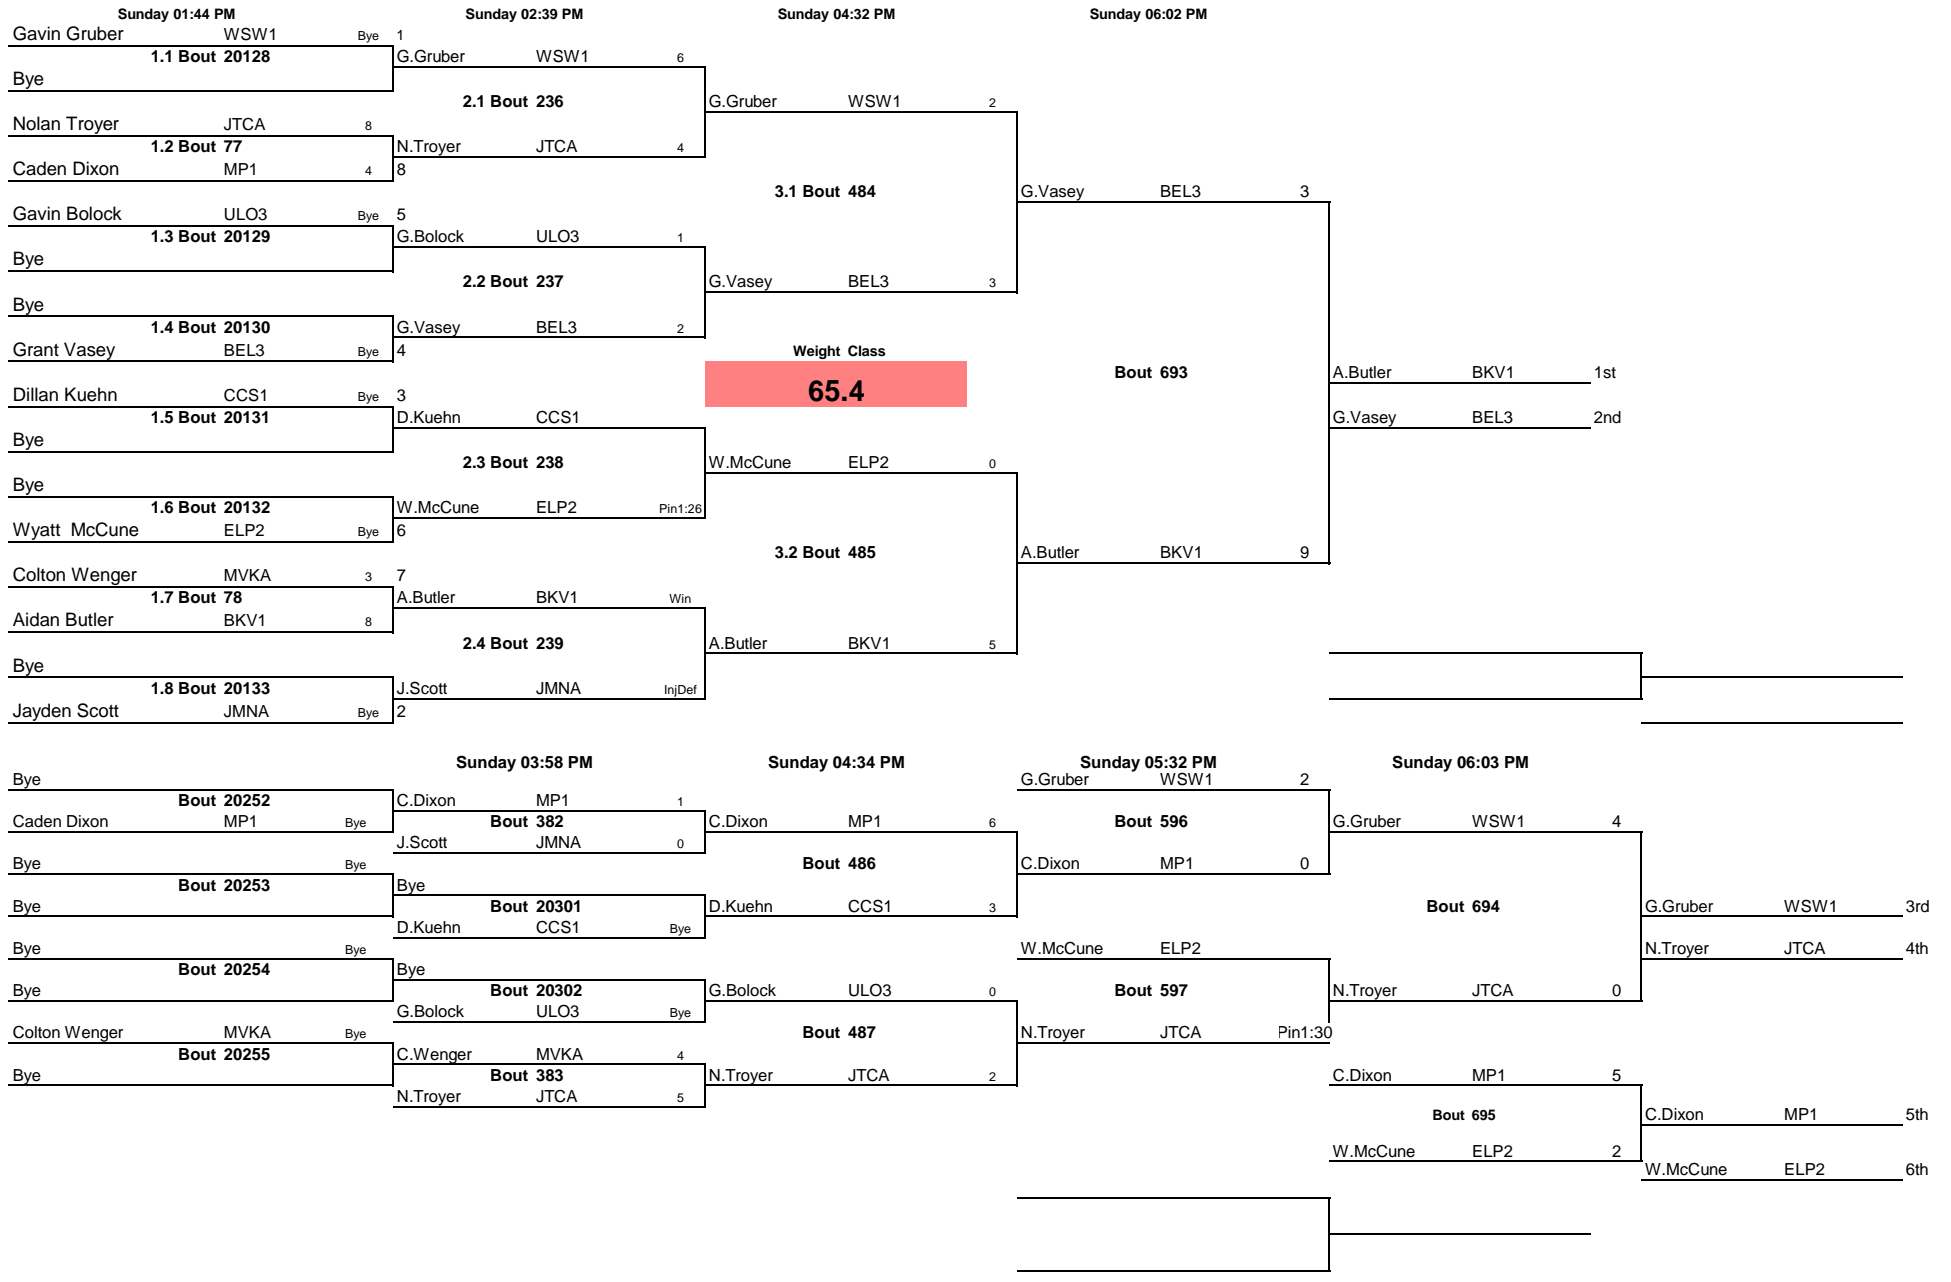 Sunday 01:44 PM Sunday 02:39 PM Sunday 04:32 PM Sunday 06:02 PM
Gavin Gruber WSW1 Bye 1
1.1 Bout 20128 G.Gruber WSW1 6
Bye
2.1 Bout 236 G.Gruber WSW1 2
Nolan Troyer JTCA 8
1.2 Bout 77 N.Troyer JTCA 4
Caden Dixon MP1 4 8
3.1 Bout 484 G.Vasey BEL3 3
Gavin Bolock ULO3 Bye 5
1.3 Bout 20129 G.Bolock ULO3 1
Bye
2.2 Bout 237 G.Vasey BEL3 3
Bye
1.4 Bout 20130 G.Vasey BEL3 2
Grant Vasey BEL3 Bye 4 Weight Class
Bout 693 A.Butler BKV1 1st
Dillan Kuehn CCS1 Bye 3 65.4
1.5 Bout 20131 D.Kuehn CCS1 G.Vasey BEL3 2nd
Bye
2.3 Bout 238 W.McCune ELP2 0
Bye
1.6 Bout 20132 W.McCune ELP2 Pin1:26
Wyatt McCune ELP2 Bye 6
3.2 Bout 485 A.Butler BKV1 9
Colton Wenger MVKA 3 7
1.7 Bout 78 A.Butler BKV1 Win
Aidan Butler BKV1 8
2.4 Bout 239 A.Butler BKV1 5
Bye
1.8 Bout 20133 J.Scott JMNA InjDef
Jayden Scott JMNA Bye 2
Sunday 03:58 PM Sunday 04:34 PM Sunday 05:32 PM Sunday 06:03 PM
Bye G.Gruber WSW1 2
Bout 20252 C.Dixon MP1 1
Caden Dixon MP1 Bye Bout 382 C.Dixon MP1 6 Bout 596 G.Gruber WSW1 4
J.Scott JMNA 0
Bye Bye Bout 486 C.Dixon MP1 0
Bout 20253 Bye
Bye Bout 20301 D.Kuehn CCS1 3 Bout 694 G.Gruber WSW1 3rd
D.Kuehn CCS1 Bye
Bye Bye W.McCune ELP2 N.Troyer JTCA 4th
Bout 20254 Bye
Bye Bout 20302 G.Bolock ULO3 0 Bout 597 N.Troyer JTCA 0
G.Bolock ULO3 Bye
Colton Wenger MVKA Bye Bout 487 N.Troyer JTCA Pin1:30
Bout 20255 C.Wenger MVKA 4
Bye Bout 383 N.Troyer JTCA 2 C.Dixon MP1 5
N.Troyer JTCA 5
Bout 695 C.Dixon MP1 5th
W.McCune ELP2 2
W.McCune ELP2 6th